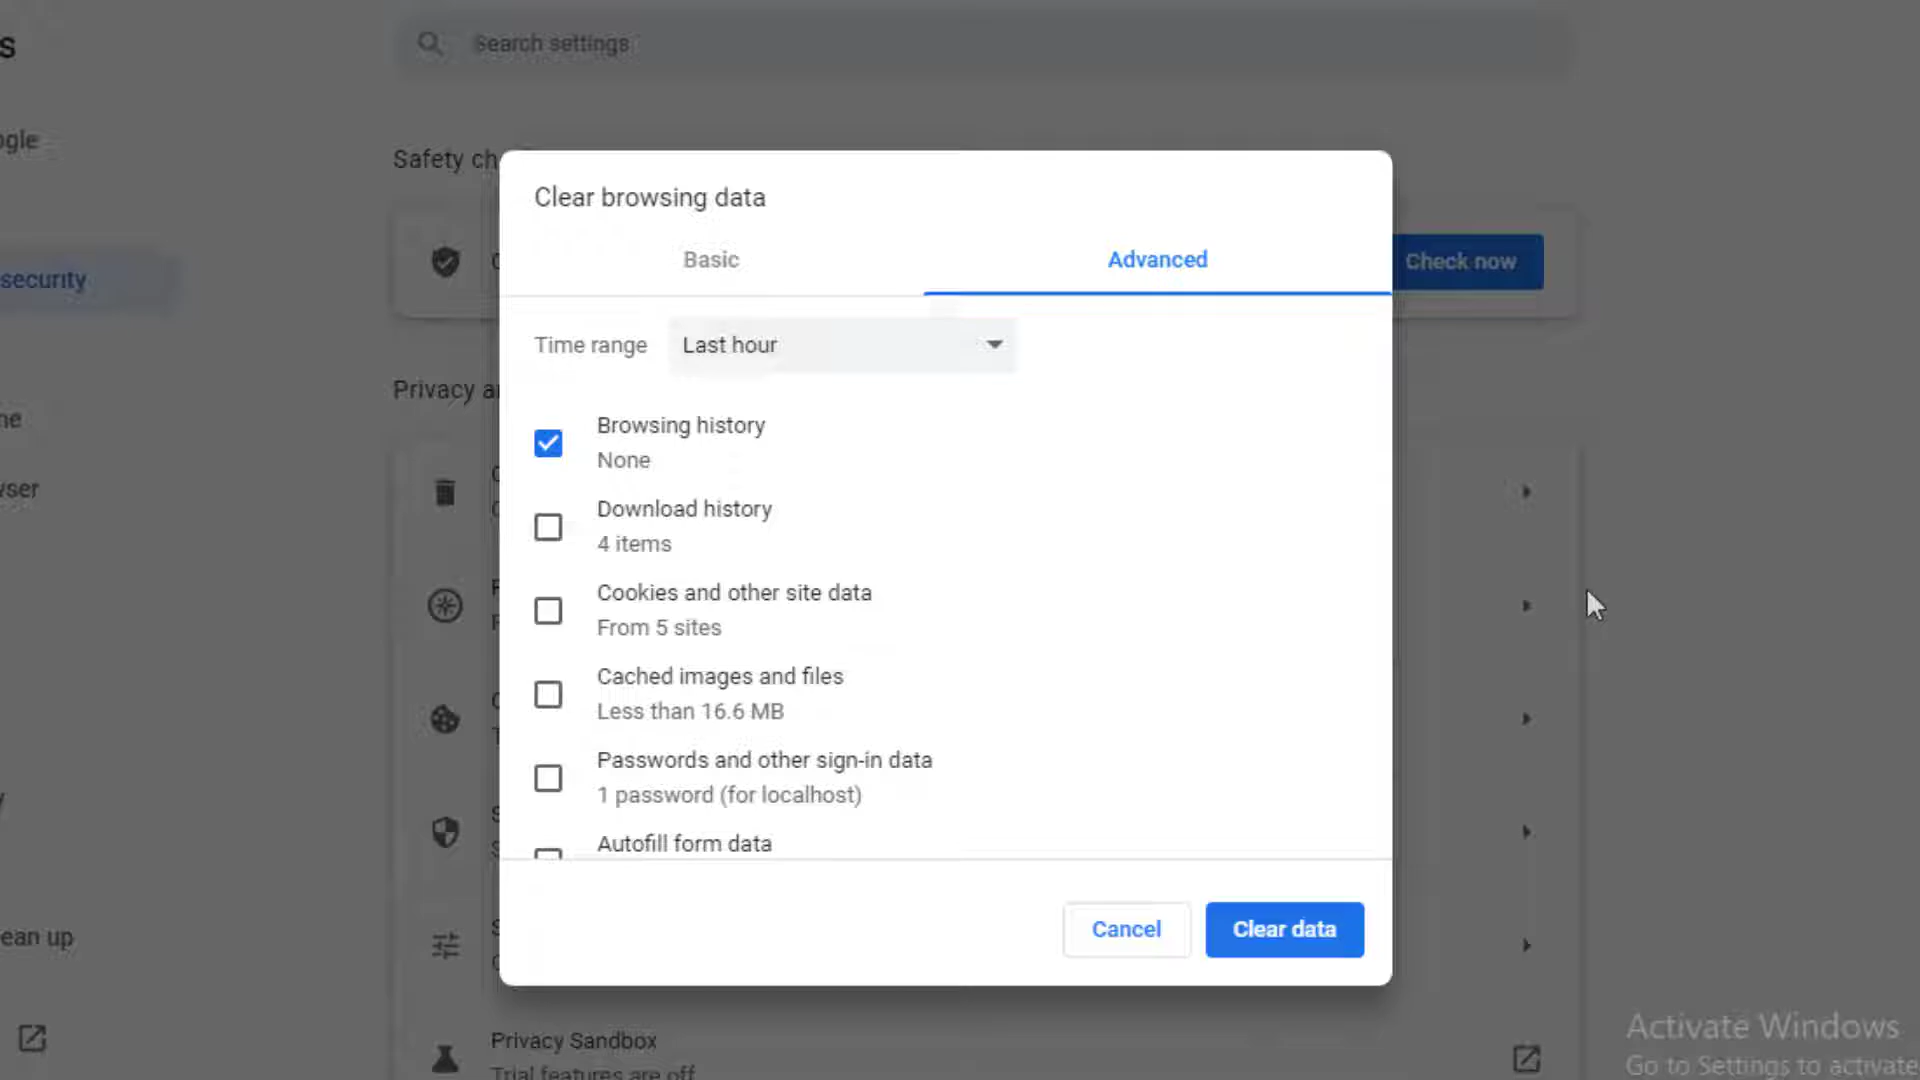 s
Search settings
ogle
Safety ch
Clear browsing data
Basic
Advanced
Check now
security
Time range
Last hour
Privacy a
Browsing history
None
ne
wser
Download history
4 items
Cookies and other site data
From 5 sites
Cached images and files
Less than 16.6 MB
Passwords and other sign-in data
1 password (for localhost)
Autofill form data
ean up
Cancel
Clear data
Privacy Sandbox
Trial features are off
Activate Windows
Go to Settings to activate